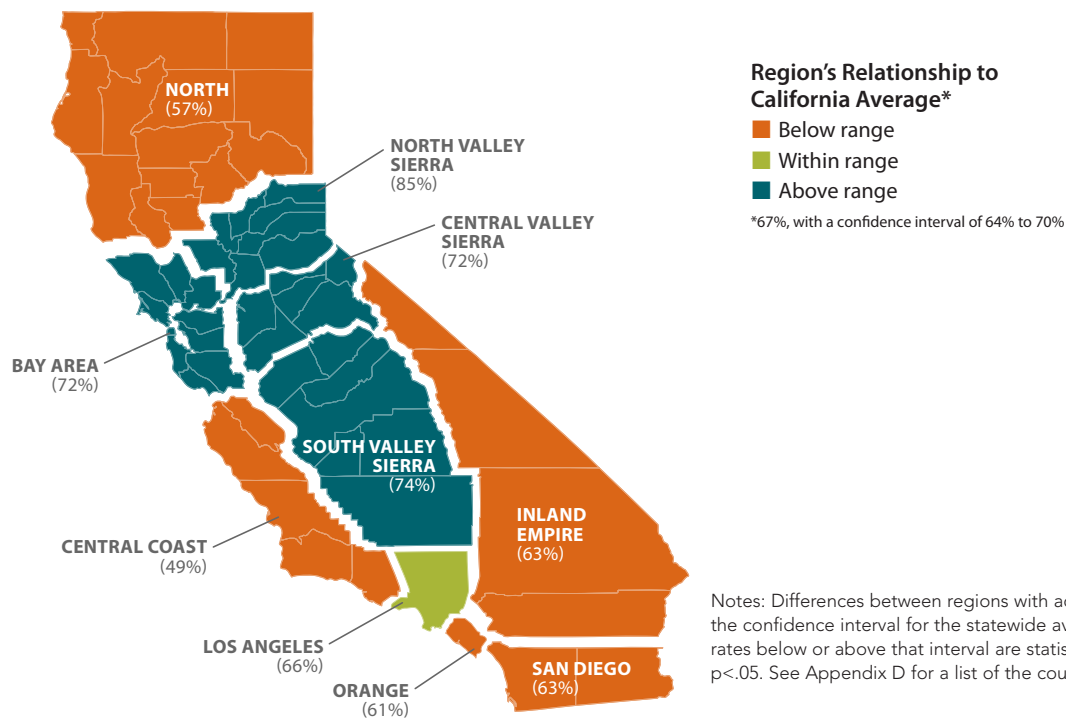 NORTH
(57%)
NORTH VALLEY
SIERRA
(85%)
CENTRAL VALLEY
SIERRA
(72%)
BAY AREA
(72%)
SOUTH VALLEY
SIERRA
(74%)
CENTRAL COAST
(49%)
INLAND
EMPIRE
(63%)
LOS ANGELES
(66%)
ORANGE
(61%)
SAN DIEGO
(63%)
Region's Relationship to
California Average*
Below range
Within range
Above range
*67%, with a confidence interval of 64% to 70%
Notes: Differences between regions with
the confidence interval for the statewide
rates below or above that interval are
p<.05. See Appendix D for a list of the